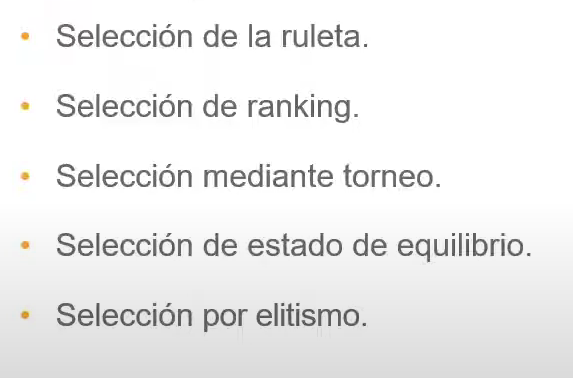 • Selección de la ruleta.
• Selección de ranking.
• Selección mediante torneo.
• Selección de estado de equilibrio.
• Selección por elitismo.